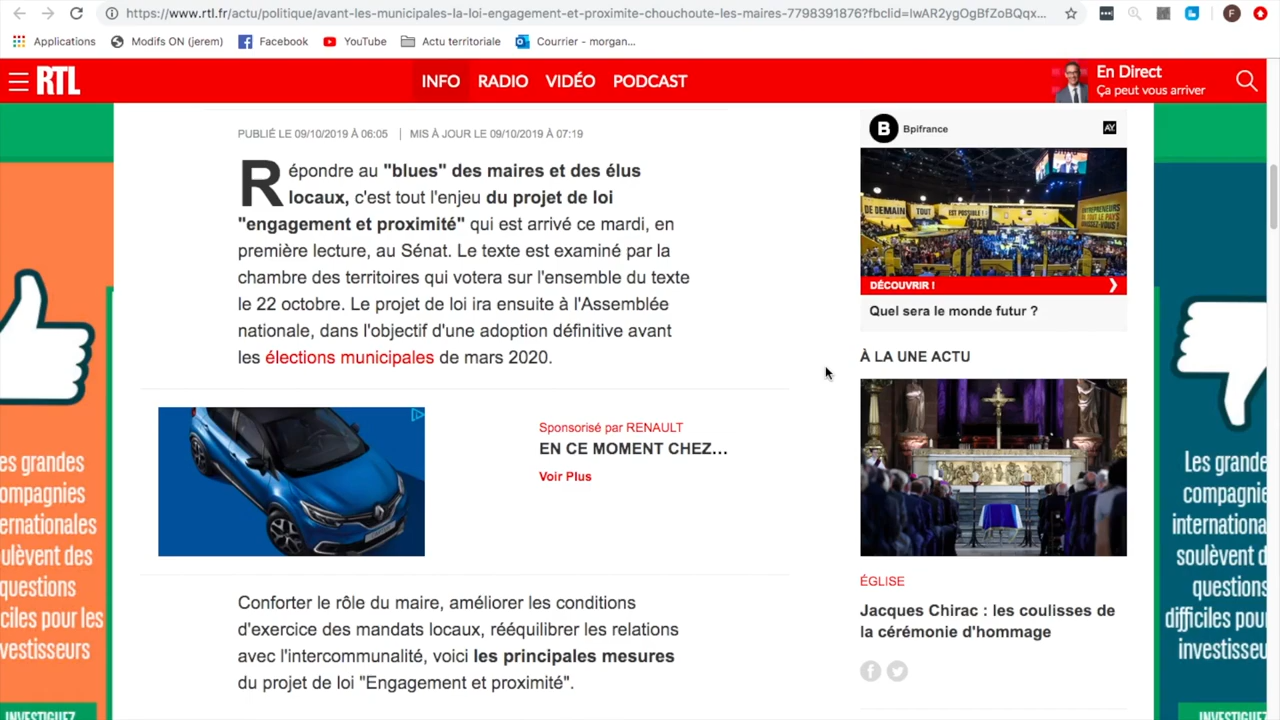 https://www.rtl.fr/actu/politique/avant-les-municipales-la-loi-engagement-et-proximite-chouchoute-les-maires-7798391876?fbclid=IwAR2ygOgBfZoBQqx...
F
Applications
Modifs ON (jerem)
Facebook
YouTube
Actu territoriale
Courrier - morgan...
RTL
INFO
RADIO
VIDÉO
PODCAST
En Direct
Ça peut vous arriver
PUBLIÉ LE 09/10/2019 À 06:05 | MIS À JOUR LE 09/10/2019 À 07:19
Répondre au "blues" des maires et des élus
locaux, c'est tout l'enjeu du projet de loi
"engagement et proximité" qui est arrivé ce mardi, en
première lecture, au Sénat. Le texte est examiné par la
chambre des territoires qui votera sur l'ensemble du texte
le 22 octobre. Le projet de loi ira ensuite à l'Assemblée
nationale, dans l'objectif d'une adoption définitive avant
les élections municipales de mars 2020.
Sponsorisé par RENAULT
EN CE MOMENT CHEZ...
Voir Plus
Conforter le rôle du maire, améliorer les conditions
d'exercice des mandats locaux, rééquilibrer les relations
avec l'intercommunalité, voici les principales mesures
du projet de loi "Engagement et proximité".
B
Bpifrance
DE DEMAIN
TOUT
EST POSSIBLE !
ENTREPRENEURS
DÉCOUVRIR !
Quel sera le monde futur ?
À LA UNE ACTU
ÉGLISE
Jacques Chirac : les coulisses de
la cérémonie d'hommage
es grandes
ompagnies
ternationales
ulèvent des
questions
ciles pour les
vestisseurs
INVESTIGUEZ
Les grande
compagnie
internationa
soulèvent d
questions
difficiles pou
investisseu
INVESTIGUEZ